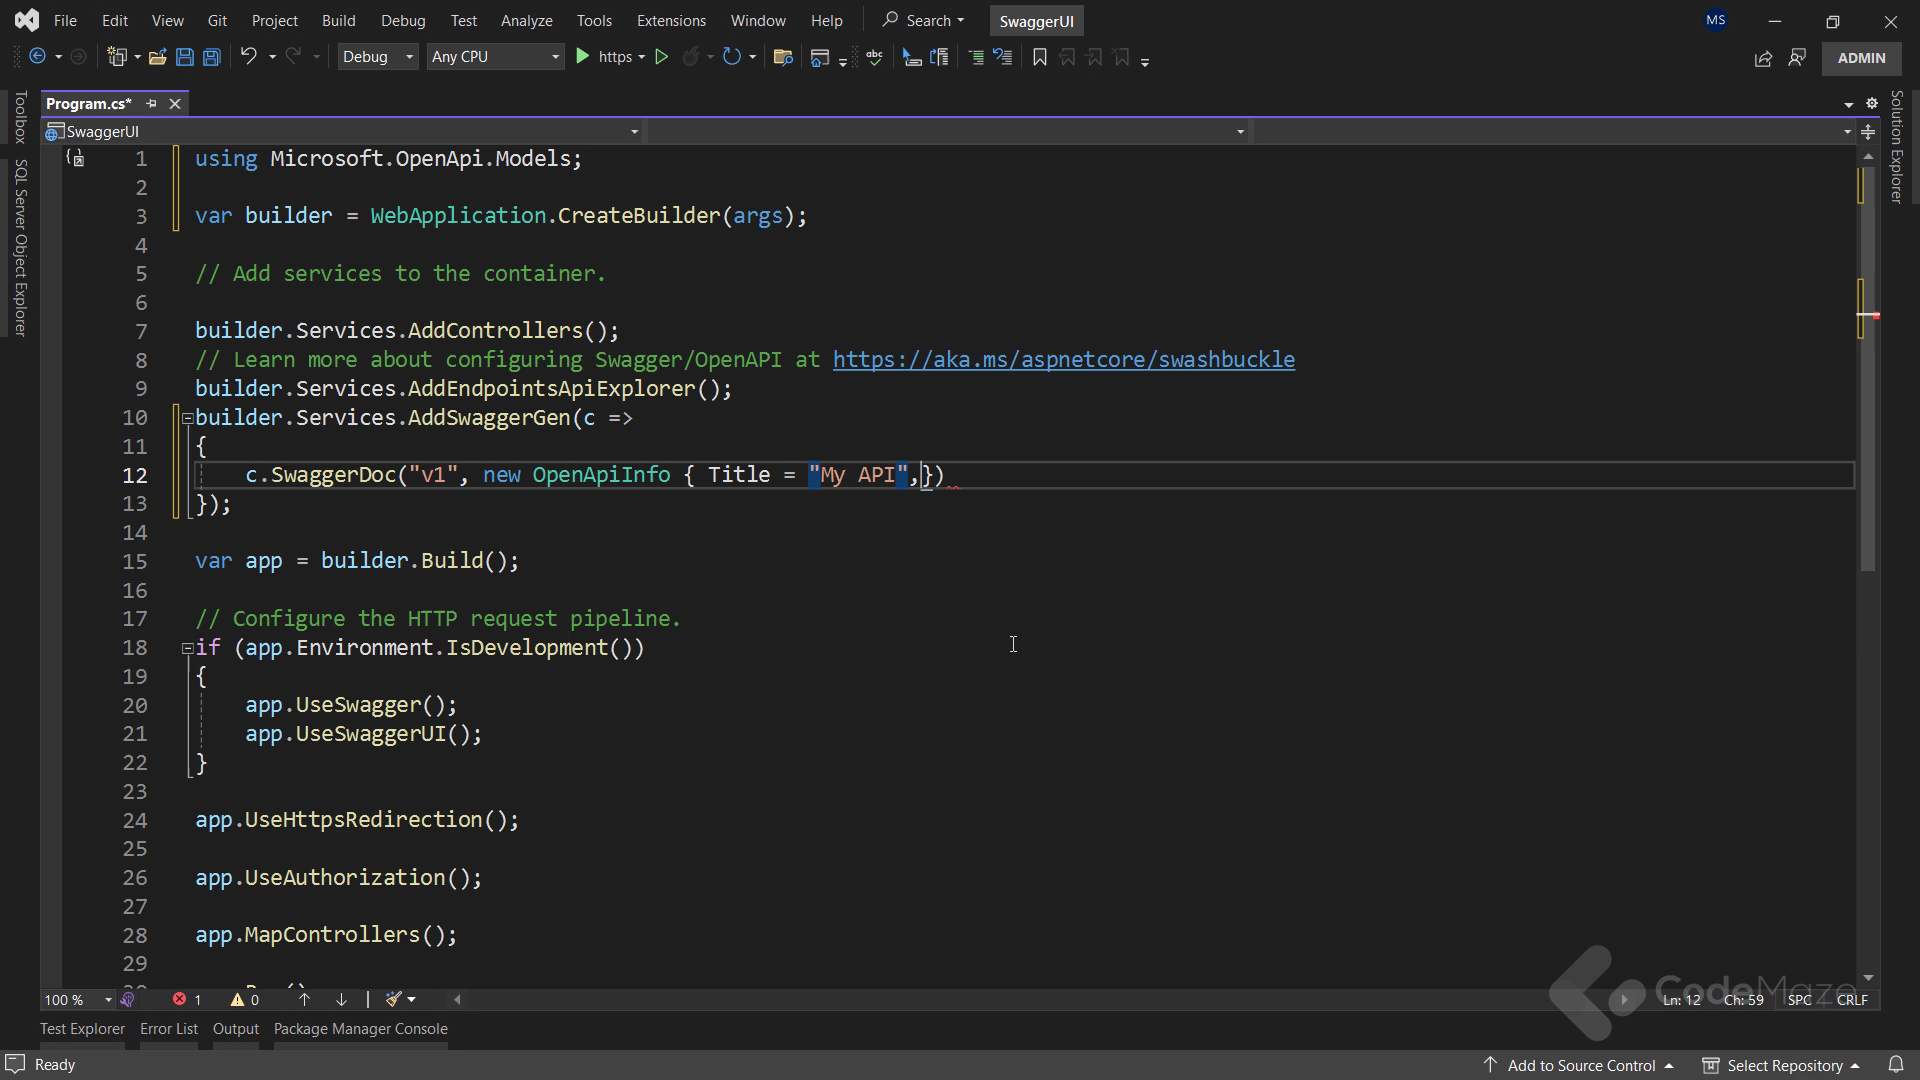 File Edit View Git Project Build Debug Test Analyze Tools Extensions Window Help Search SwaggerUI MS
Debug Any CPU https abc ADMIN
Toolbox
SQL Server Object Explorer
Solution Explorer
Program.cs*
SwaggerUI
1 using Microsoft.OpenApi.Models;
2
3 var builder = WebApplication.CreateBuilder(args);
4
5 // Add services to the container.
6
7 builder.Services.AddControllers();
8 // Learn more about configuring Swagger/OpenAPI at https://aka.ms/aspnetcore/swashbuckle
9 builder.Services.AddEndpointsApiExplorer();
10 builder.Services.AddSwaggerGen(c =>
11 {
12 c.SwaggerDoc("v1", new OpenApiInfo { Title = "My API",})
13 });
14
15 var app = builder.Build();
16
17 // Configure the HTTP request pipeline.
18 if (app.Environment.IsDevelopment())
19 {
20 app.UseSwagger();
21 app.UseSwaggerUI();
22 }
23
24 app.UseHttpsRedirection();
25
26 app.UseAuthorization();
27
28 app.MapControllers();
29
100 % 1 0 Ln: 12 Ch: 59 SPC CRLF
CodeMaze
Test Explorer Error List Output Package Manager Console
Ready Add to Source Control Select Repository